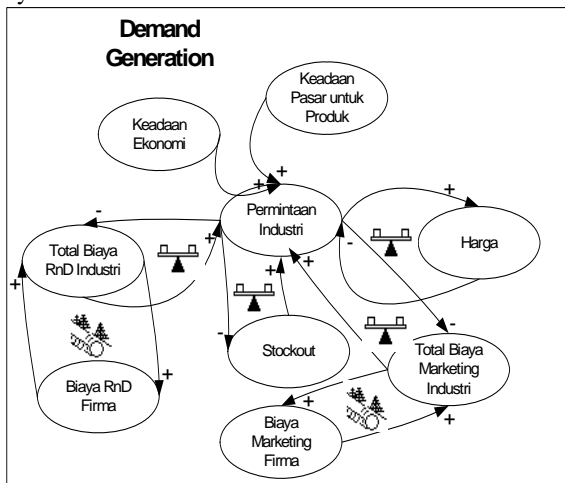 Demand
Generation
Keadaan
Pasar untuk
Produk
Keadaan
Ekonomi
+
+
Permintaan
Industri
+
-
-
+
+
+
-
Harga
Total Biaya
RnD Industri
+
-
Stockout
-
Total Biaya
Marketing
Industri
Biaya RnD
Firma
+
+
+
Biaya
Marketing
Firma